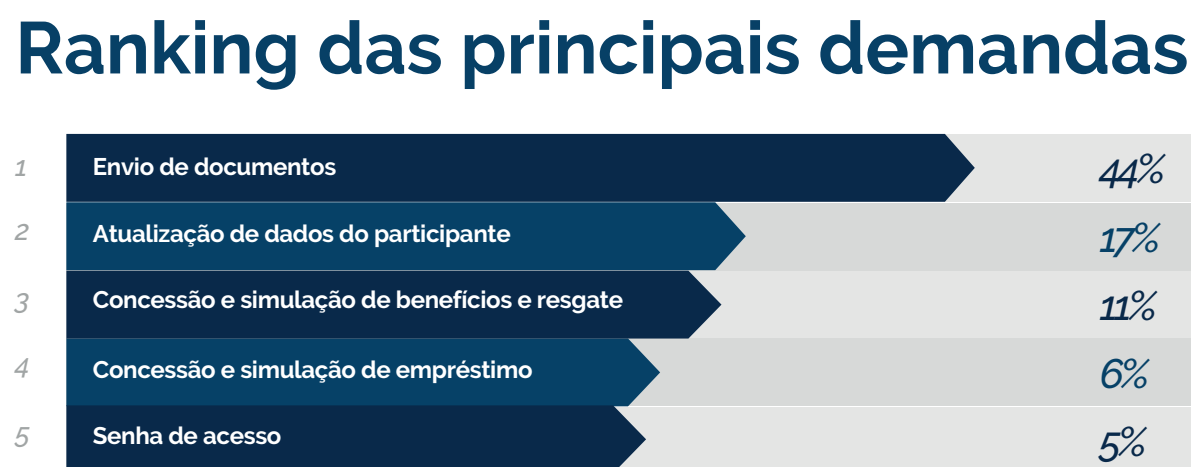 Ranking das principais demandas
1 Envio de documentos 44%
2 Atualização de dados do participante 17%
3 Concessão e simulação de benefícios e resgate 11%
4 Concessão e simulação de empréstimo 6%
5 Senha de acesso 5%